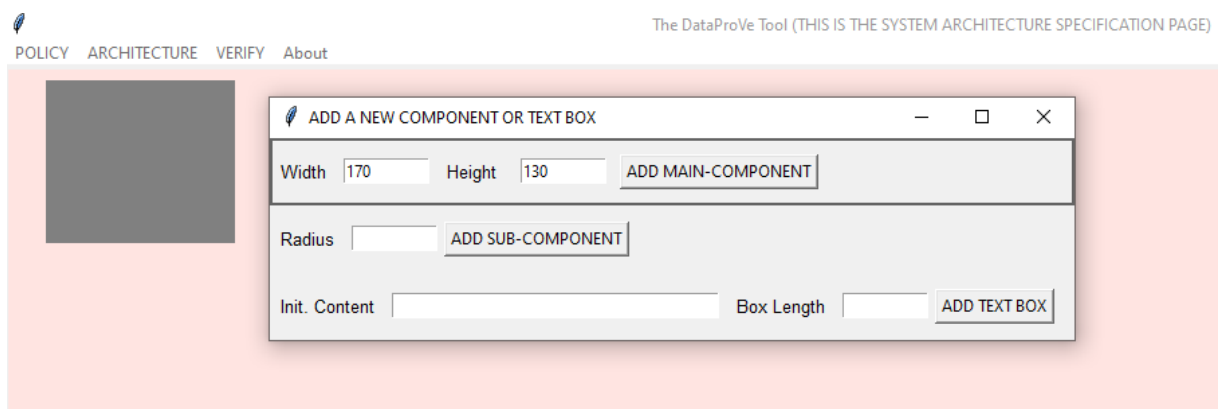 The DataProVe Tool (THIS IS THE SYSTEM ARCHITECTURE SPECIFICATION PAGE)
POLICY ARCHITECTURE VERIFY About
ADD A NEW COMPONENT OR TEXT BOX
Width 170 Height 130 ADD MAIN-COMPONENT
Radius ADD SUB-COMPONENT
Init. Content Box Length ADD TEXT BOX